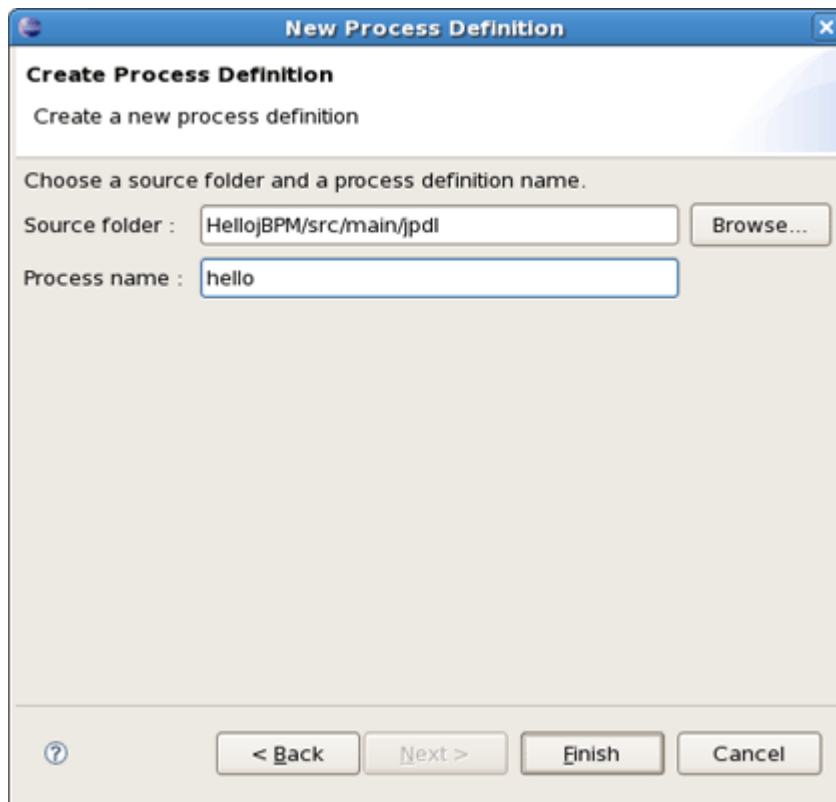 New Process Definition
Create Process Definition
Create a new process definition
Choose a source folder and a process definition name.
Source folder : HellojBPM/src/main/jpdl Browse...
Process name : hello
? < Back Next > Finish Cancel